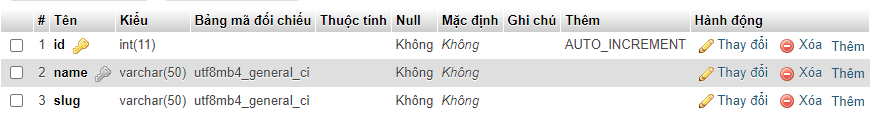 # Tên Kiểu Bảng mã đối chiếu Thuộc tính Null Mặc định Ghi chú Thêm Hành động
1 id int(11) Không Không AUTO_INCREMENT Thay đổi Xóa Thêm
2 name varchar(50) utf8mb4_general_ci Không Không Thay đổi Xóa Thêm
3 slug varchar(50) utf8mb4_general_ci Không Không Thay đổi Xóa Thêm